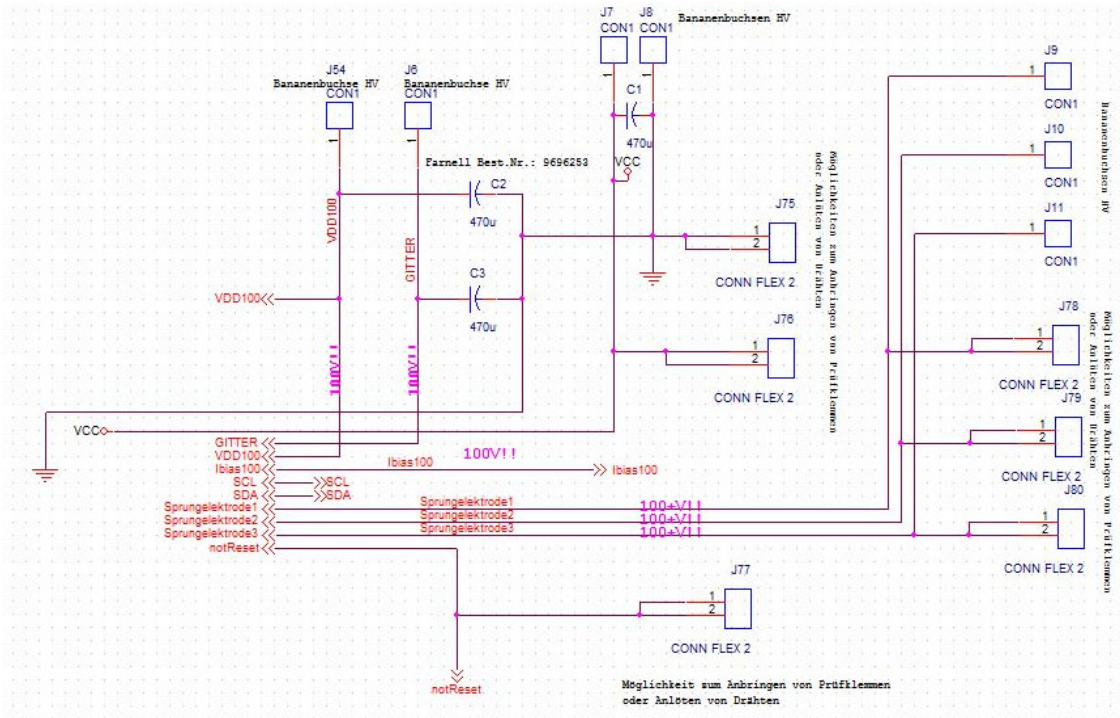 J7
J8
CON1
CON1
Bananenbuchsen HV
1
1
C1
470u
VCC
J54
Bananenbuchse HV
CON1
1
J6
Bananenbuchse HV
CON1
1
Farnell Best.Nr.: 9696253
C2
470u
VDD100
GITTER
C3
470u
VDD100
100V!!
100V!!
J75
1
2
CONN FLEX 2
J76
1
2
CONN FLEX 2
Möglichkeiten zum Anbringen von Prüfklemmen
oder Anlöten von Drähten
J9
1
CON1
J10
1
CON1
J11
1
CON1
Bananenbuchsen HV
J78
1
2
CONN FLEX 2
J79
1
2
CONN FLEX 2
J80
1
2
CONN FLEX 2
Möglichkeiten zum Anbringen von Prüfklemmen
oder Anlöten von Drähten
VCC
GITTER
VDD100
100V!!
Ibias100
Ibias100
Ibias100
SCL
SCL
SDA
SDA
Sprungelektrode1
Sprungelektrode1
100+V!!
Sprungelektrode2
Sprungelektrode2
100+V!!
Sprungelektrode3
Sprungelektrode3
100+V!!
notReset
J77
1
2
CONN FLEX 2
notReset
Möglichkeit zum Anbringen von Prüfklemmen
oder Anlöten von Drähten